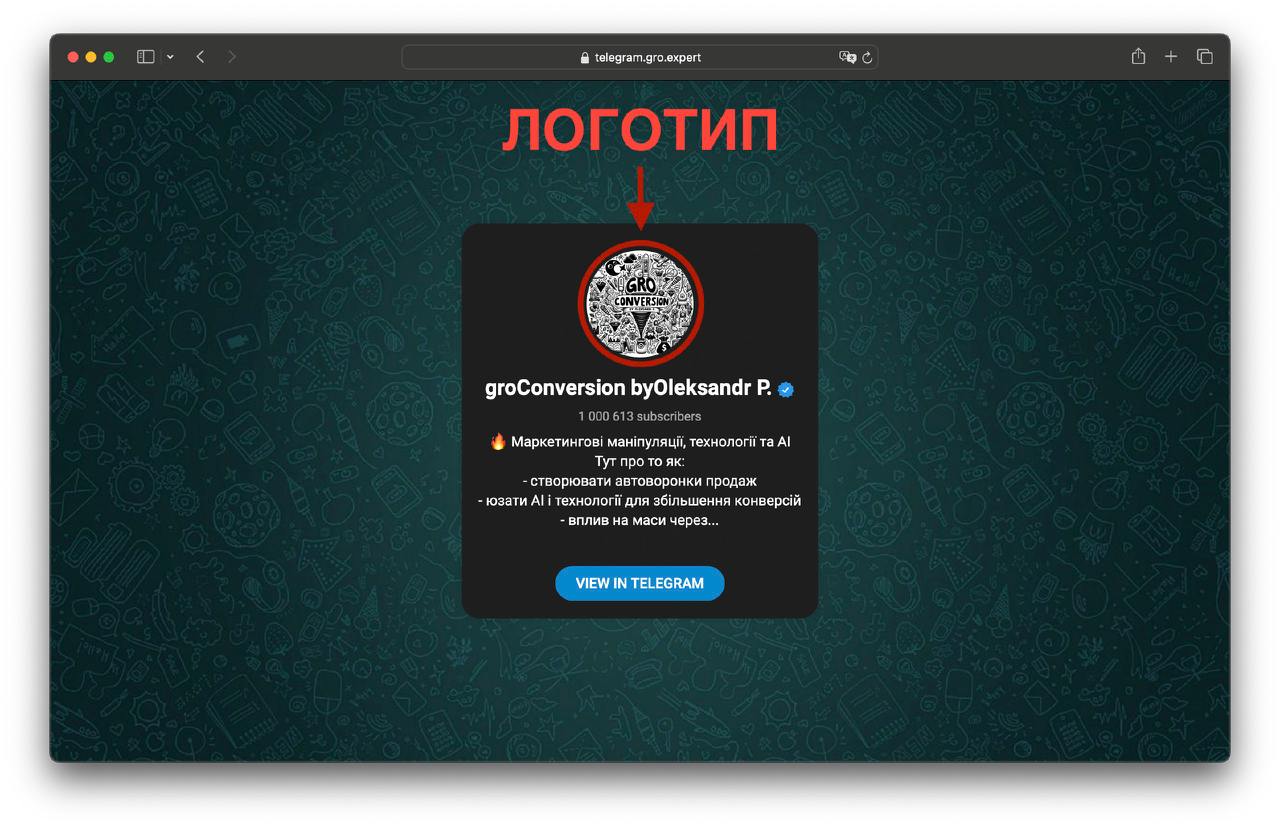 telegram.gro.expert
ЛОГОТИП
GRO
CONVERSION
groConversion byOleksandr P.
1 000 613 subscribers
🔥 Маркетингові маніпуляції, технології та AI
Тут про то як:
- створювати автоворонки продаж
- юзати AI і технології для збільшення конверсій
- вплив на маси через...
VIEW IN TELEGRAM